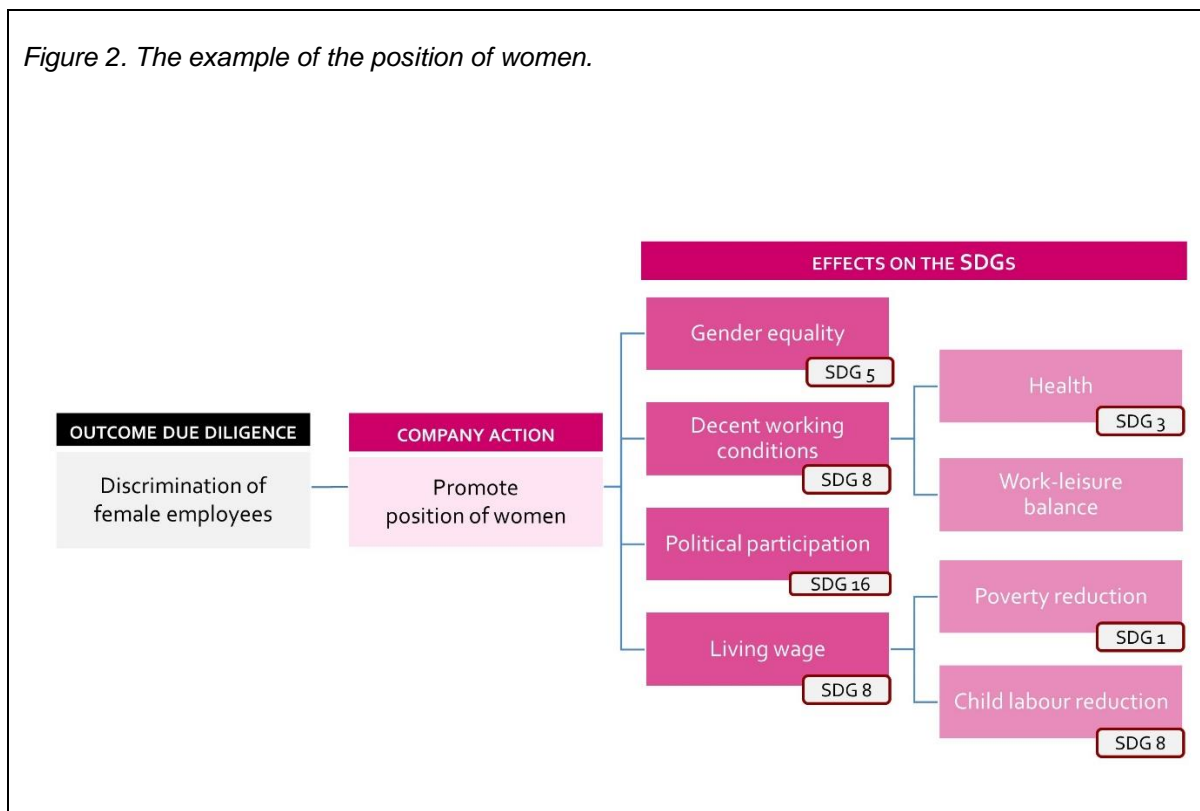 Figure 2. The example of the position of women.
EFFECTS ON THE SDGS
Gender equality
SDG 5
Health
SDG 3
OUTCOME DUE DILIGENCE
COMPANY ACTION
Decent working
conditions
SDG 8
Discrimination of
female employees
Promote
position of women
Work-leisure
balance
Political participation
SDG 16
Poverty reduction
SDG 1
Living wage
SDG 8
Child labour reduction
SDG 8